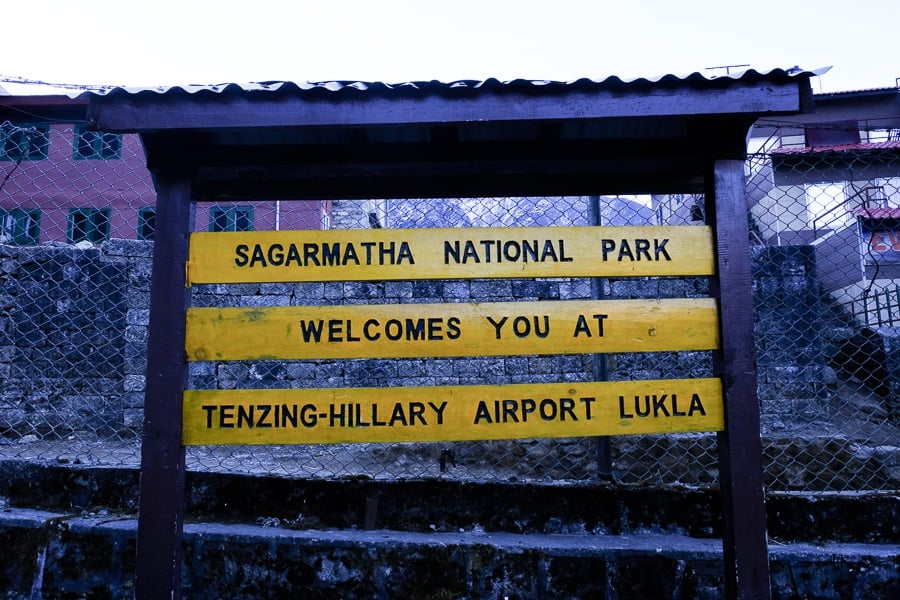 SAGARMATHA NATIONAL PARK
WELCOMES YOU AT
TENZING-HILLARY AIRPORT LUKLA